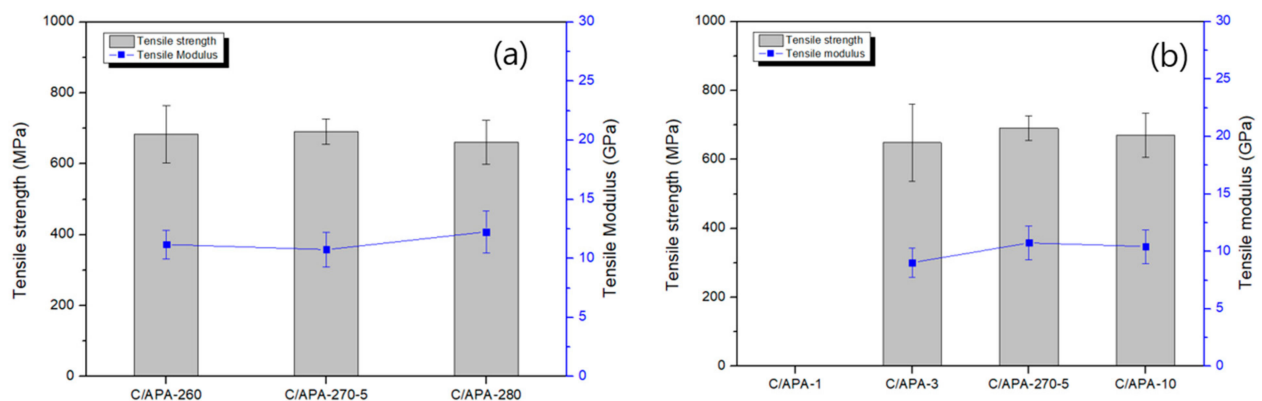 (a)
Tensile strength
Tensile Modulus
Tensile strength (MPa)
1000
800
600
400
200
0
Tensile Modulus (GPa)
30
25
20
15
10
5
0
C/APA-260
C/APA-270-5
C/APA-280
(b)
Tensile strength
Tensile modulus
Tensile strength (MPa)
1000
800
600
400
200
0
Tensile modulus (GPa)
30
25
20
15
10
5
0
C/APA-1
C/APA-3
C/APA-270-5
C/APA-10